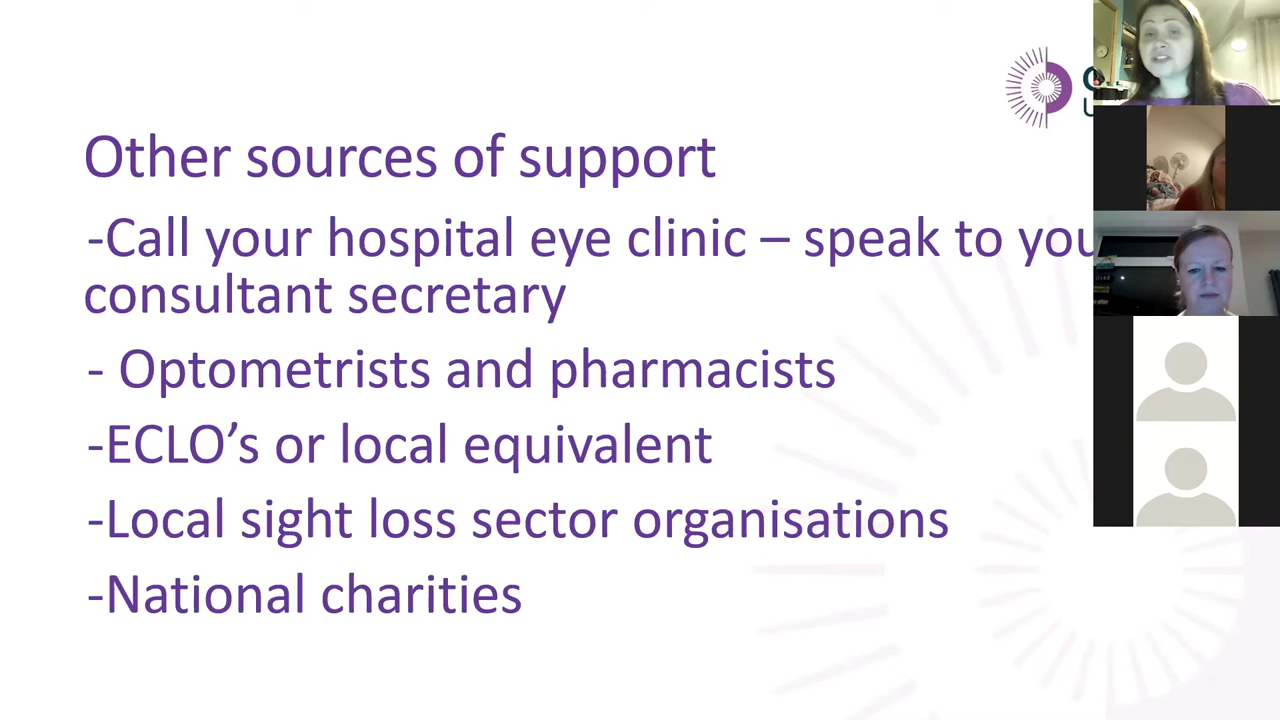 Other sources of support
-Call your hospital eye clinic – speak to you
consultant secretary
- Optometrists and pharmacists
-ECLO’s or local equivalent
-Local sight loss sector organisations
-National charities